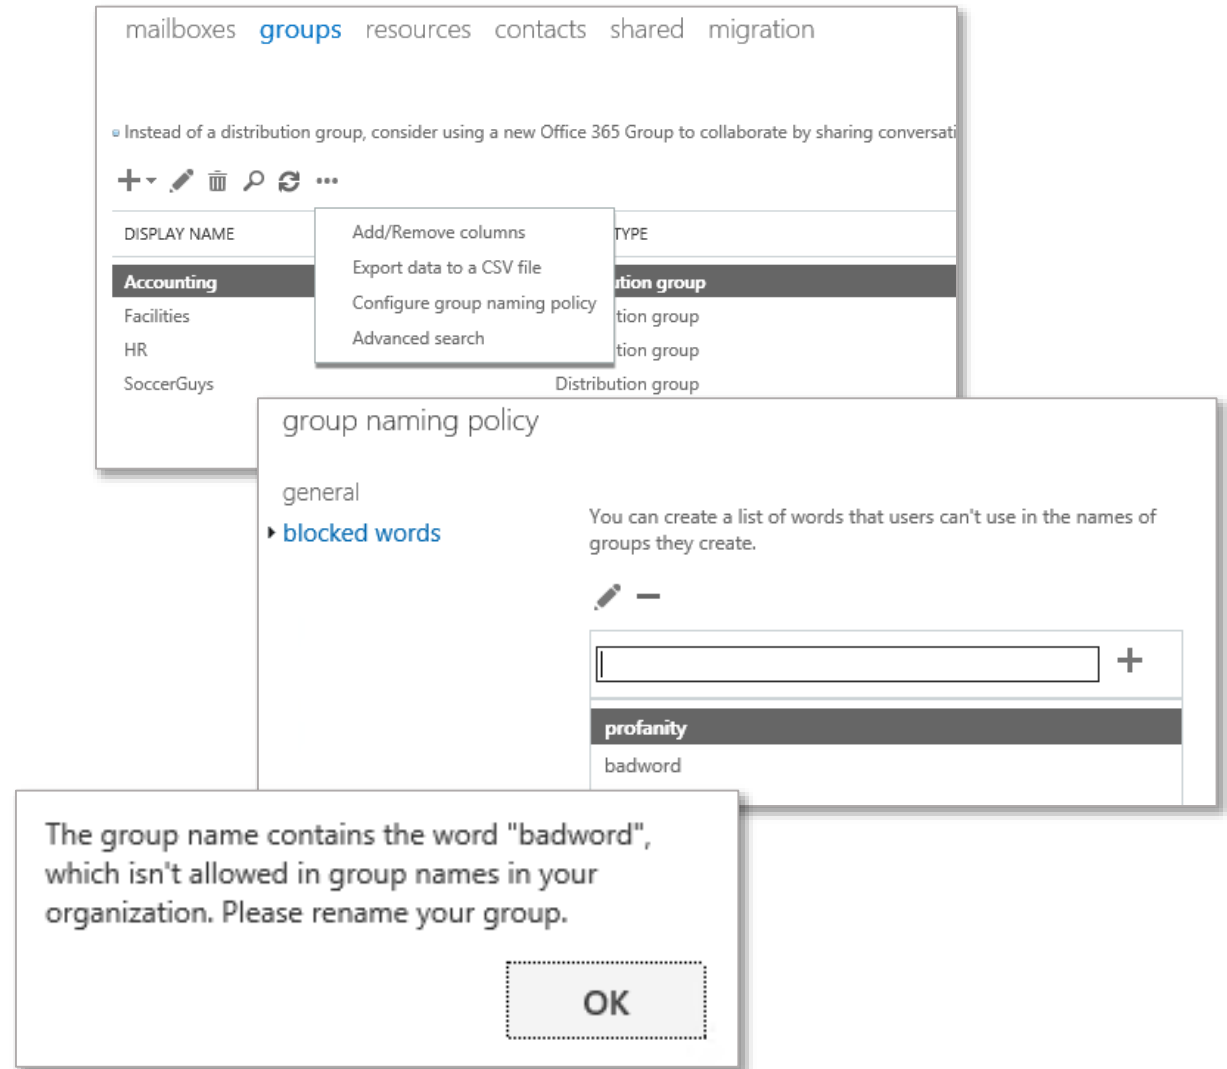 mailboxes groups resources contacts shared migration
Instead of a distribution group, consider using a new Office 365 Group to collaborate by sharing conversati
DISPLAY NAME TYPE
Add/Remove columns
Export data to a CSV file
Configure group naming policy
Advanced search
Accounting ution group
Facilities tion group
HR tion group
SoccerGuys Distribution group
group naming policy
general
blocked words
You can create a list of words that users can't use in the names of
groups they create.
profanity
badword
The group name contains the word "badword",
which isn't allowed in group names in your
organization. Please rename your group.
OK